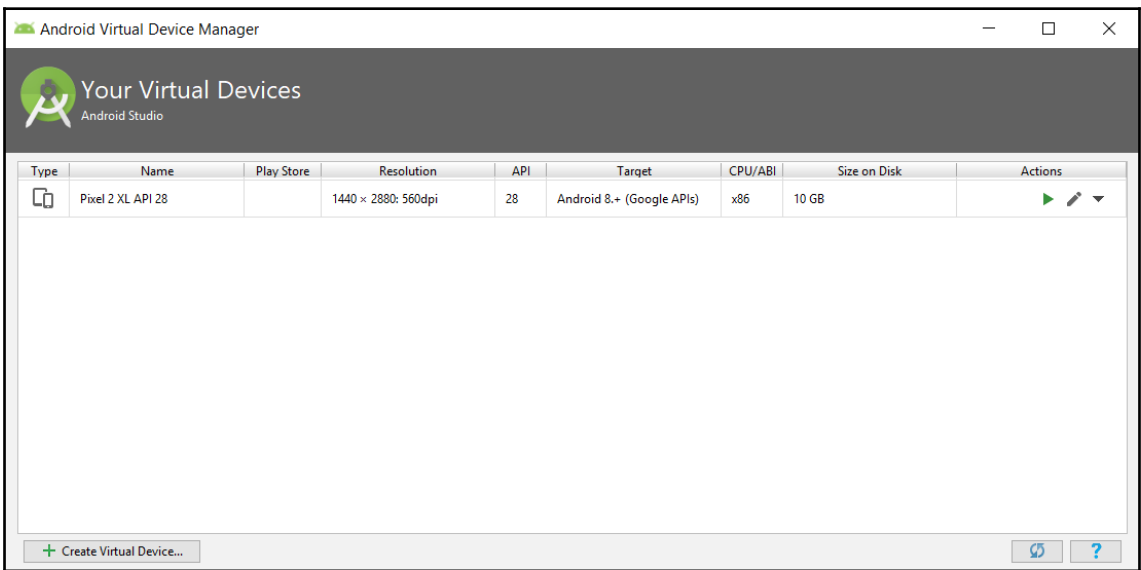 Android Virtual Device Manager
Your Virtual Devices
Android Studio
Type Name Play Store Resolution API Target CPU/ABI Size on Disk Actions
Pixel 2 XL API 28 1440 × 2880: 560dpi 28 Android 8.+ (Google APIs) x86 10 GB
+ Create Virtual Device... ?